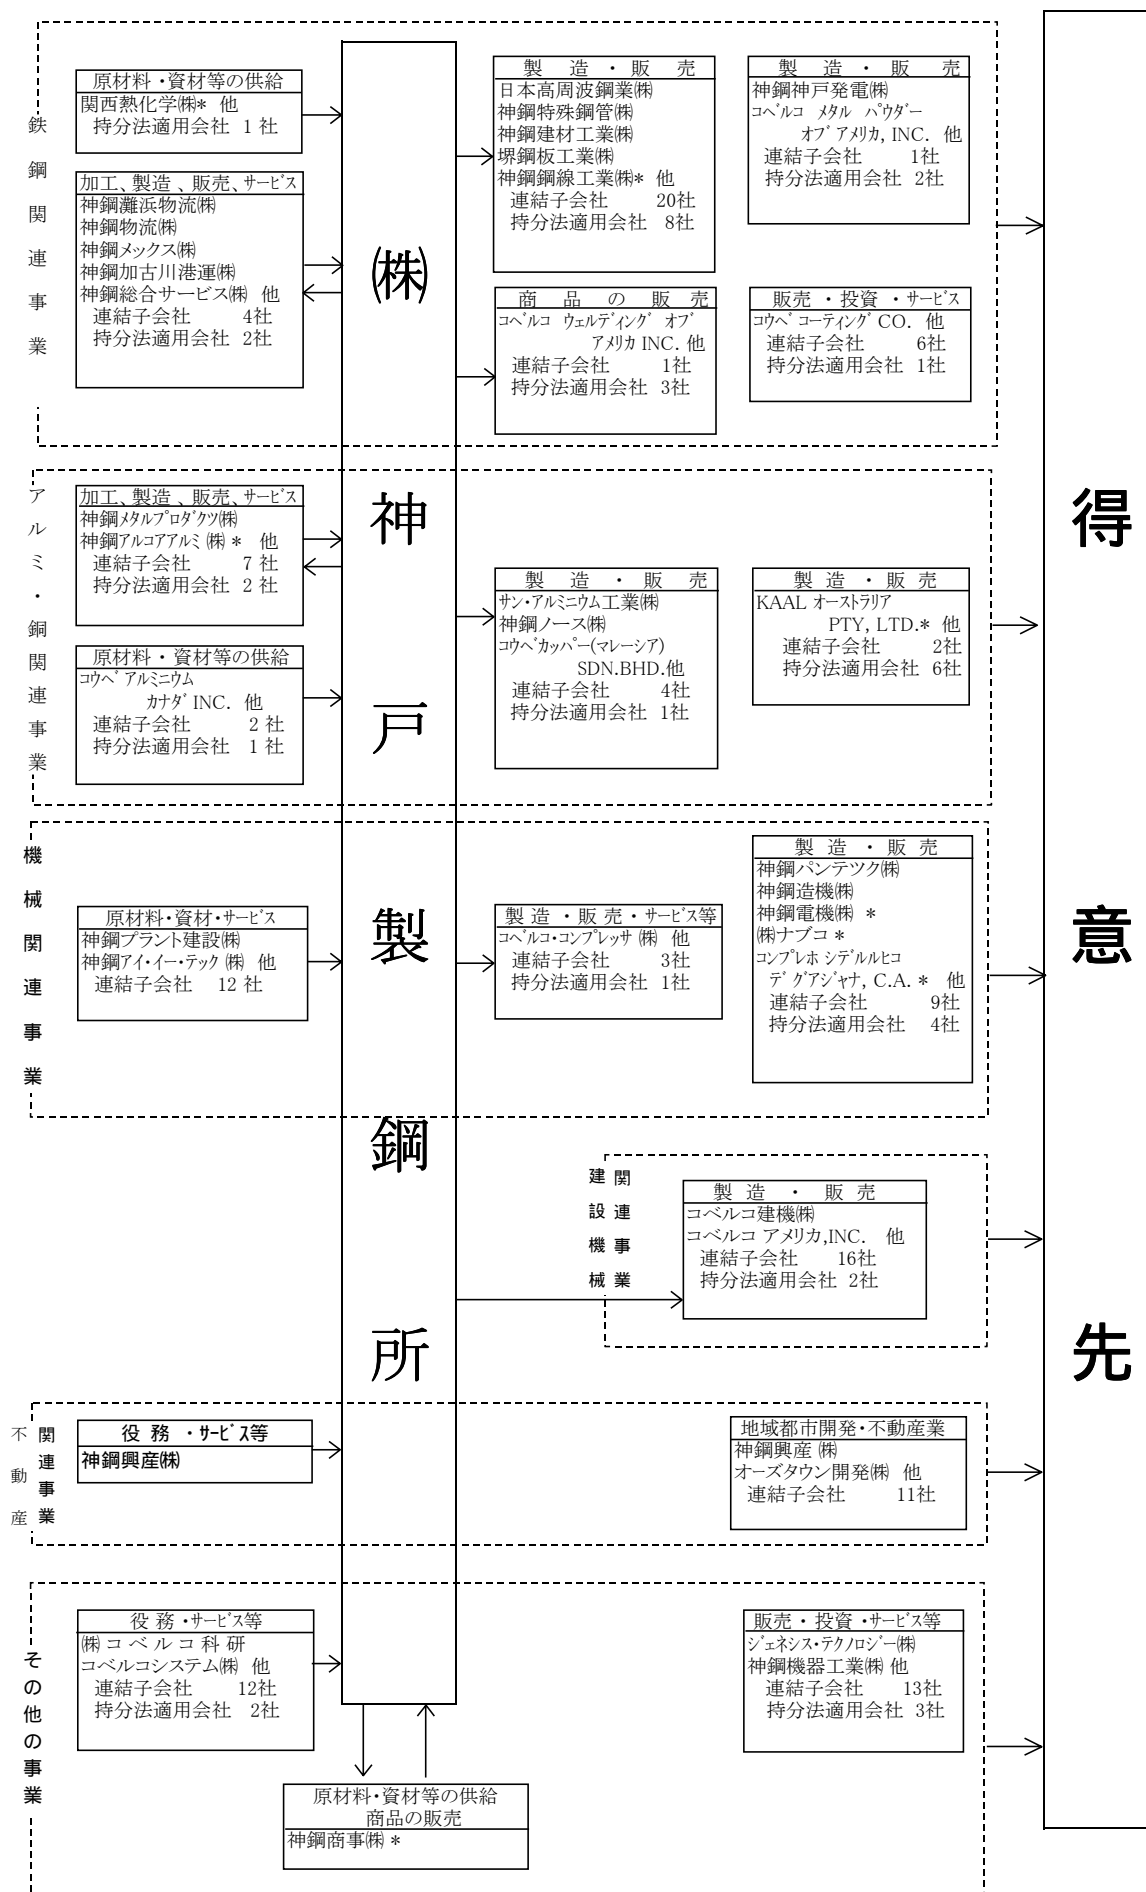 鉄鋼関連事業
原材料・資材等の供給
関西熱化学㈱* 他
持分法適用会社 1 社
加工、製造、販売、サービス
神鋼灘浜物流㈱
神鋼物流㈱
神鋼メックス㈱
神鋼加古川港運㈱
神鋼総合サービス㈱ 他
連結子会社 4社
持分法適用会社 2社
製造・販売
日本高周波鋼業㈱
神鋼特殊鋼管㈱
神鋼建材工業㈱
堺鋼板工業㈱
神鋼鋼線工業㈱* 他
連結子会社 20社
持分法適用会社 8社
製造・販売
神鋼神戸発電㈱
コベルコ メタル パウダー
オブ アメリカ, INC. 他
連結子会社 1社
持分法適用会社 2社
商品の販売
コベルコ ウェルディング オブ
アメリカ INC. 他
連結子会社 1社
持分法適用会社 3社
販売・投資・サービス
コウベ コーティング CO. 他
連結子会社 6社
持分法適用会社 1社
アルミ・銅関連事業
加工、製造、販売、サービス
神鋼メタルプロダクツ㈱
神鋼アルコアアルミ㈱ * 他
連結子会社 7 社
持分法適用会社 2 社
原材料・資材等の供給
コウベ アルミニウム
カナダ INC. 他
連結子会社 2 社
持分法適用会社 1 社
製造・販売
サン・アルミニウム工業㈱
神鋼ノース㈱
コウベカッパー(マレーシア)
SDN.BHD.他
連結子会社 4社
持分法適用会社 1社
製造・販売
KAAL オーストラリア
PTY, LTD.* 他
連結子会社 2社
持分法適用会社 6社
機械関連事業
原材料・資材・サービス
神鋼プラント建設㈱
神鋼アイ・イー・テック㈱ 他
連結子会社 12 社
製造・販売・サービス等
コベルコ・コンプレッサ㈱ 他
連結子会社 3社
持分法適用会社 1社
製造・販売
神鋼パンテツク㈱
神鋼造機㈱
神鋼電機㈱ *
㈱ナブコ *
コンプレホ シデルルヒコ
デ グアジャナ, C.A. * 他
連結子会社 9社
持分法適用会社 4社
建設機械
関連事業
製造・販売
コベルコ建機㈱
コベルコ アメリカ,INC. 他
連結子会社 16社
持分法適用会社 2社
不動産
関連事業
役務・サービス等
神鋼興産㈱
地域都市開発・不動産業
神鋼興産㈱
オーズタウン開発㈱ 他
連結子会社 11社
その他の事業
役務・サービス等
㈱コベルコ科研
コベルコシステム㈱ 他
連結子会社 12社
持分法適用会社 2社
販売・投資・サービス等
ジェネシス・テクノロジー㈱
神鋼機器工業㈱ 他
連結子会社 13社
持分法適用会社 3社
原材料・資材等の供給
商品の販売
神鋼商事㈱ *
㈱神戸製鋼所
得意先